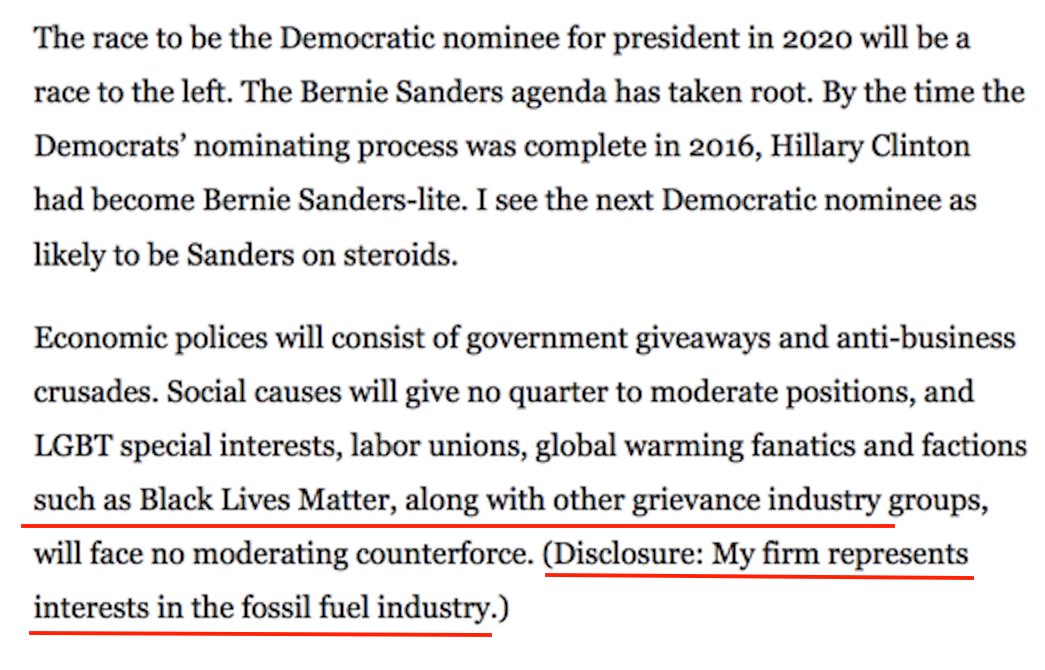 The race to be the Democratic nominee for president in 2020 will be a
race to the left. The Bernie Sanders agenda has taken root. By the time the
Democrats’ nominating process was complete in 2016, Hillary Clinton
had become Bernie Sanders-lite. I see the next Democratic nominee as
likely to be Sanders on steroids.
Economic polices will consist of government giveaways and anti-business
crusades. Social causes will give no quarter to moderate positions, and
LGBT special interests, labor unions, global warming fanatics and factions
such as Black Lives Matter, along with other grievance industry groups,
will face no moderating counterforce. (Disclosure: My firm represents
interests in the fossil fuel industry.)